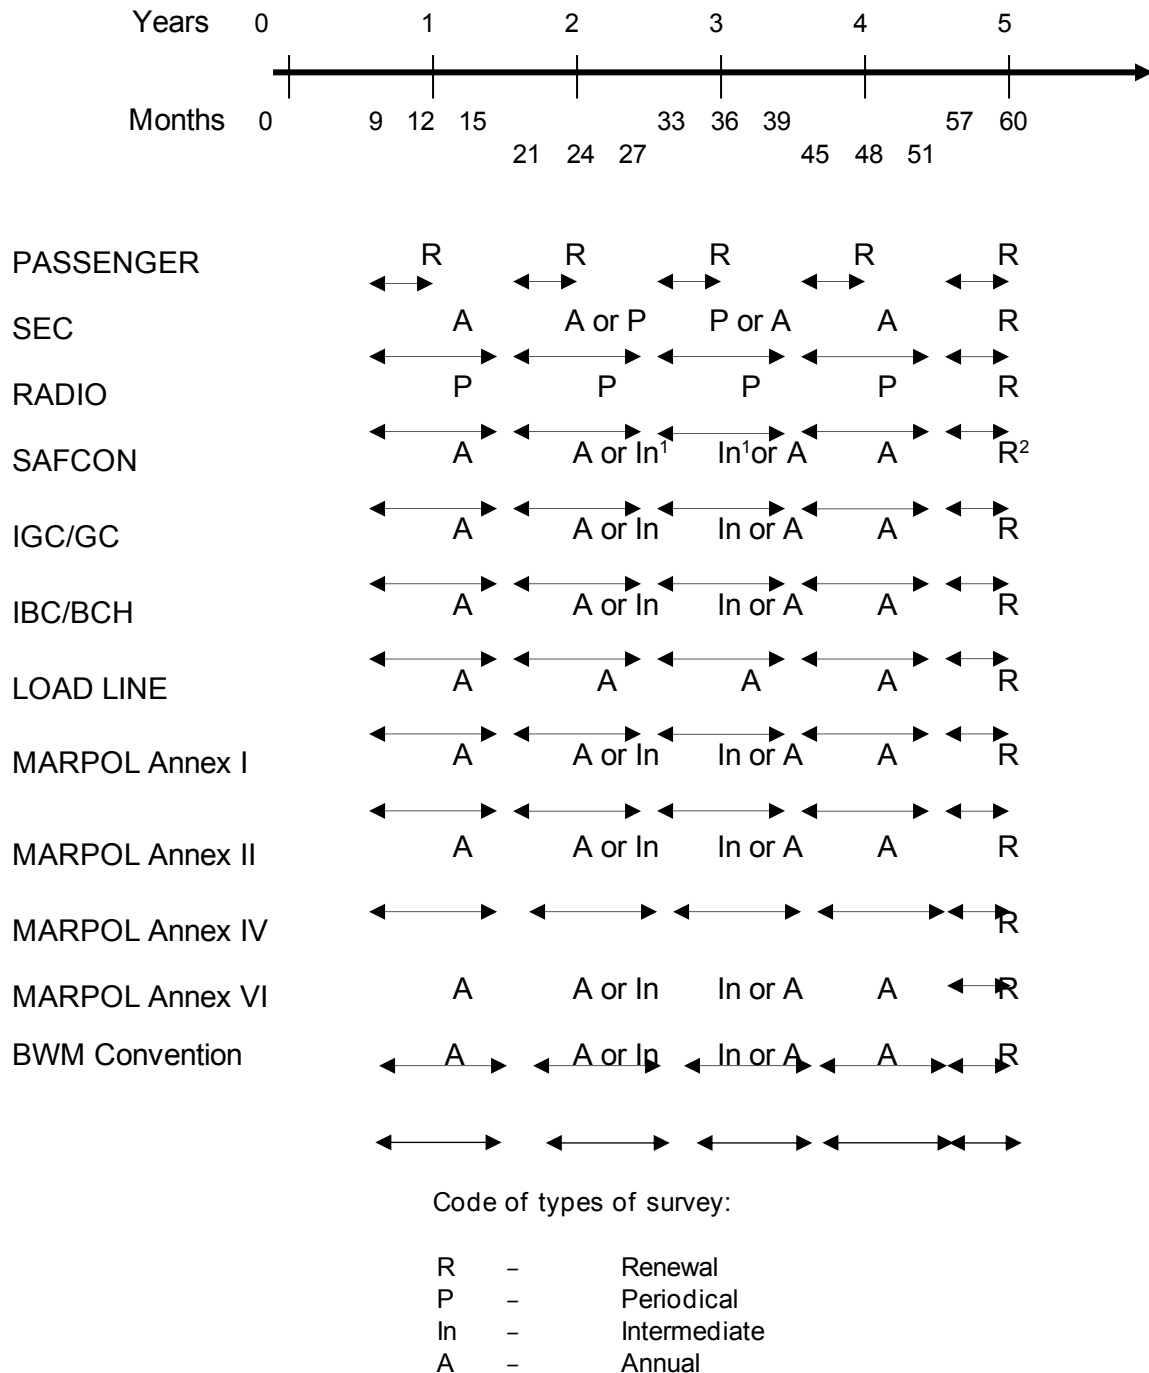 Years 0 1 2 3 4 5
Months 0 9 12 15 33 36 39 57 60
21 24 27 45 48 51
PASSENGER R R R R R
SEC A A or P P or A A R
RADIO P P P P R
SAFCON A A or In¹ In¹or A A R²
IGC/GC A A or In In or A A R
IBC/BCH A A or In In or A A R
LOAD LINE A A A A R
MARPOL Annex I A A or In In or A A R
MARPOL Annex II A A or In In or A A R
MARPOL Annex IV R
MARPOL Annex VI A A or In In or A A R
BWM Convention A A or In In or A A R
Code of types of survey:
R – Renewal
P – Periodical
In – Intermediate
A – Annual